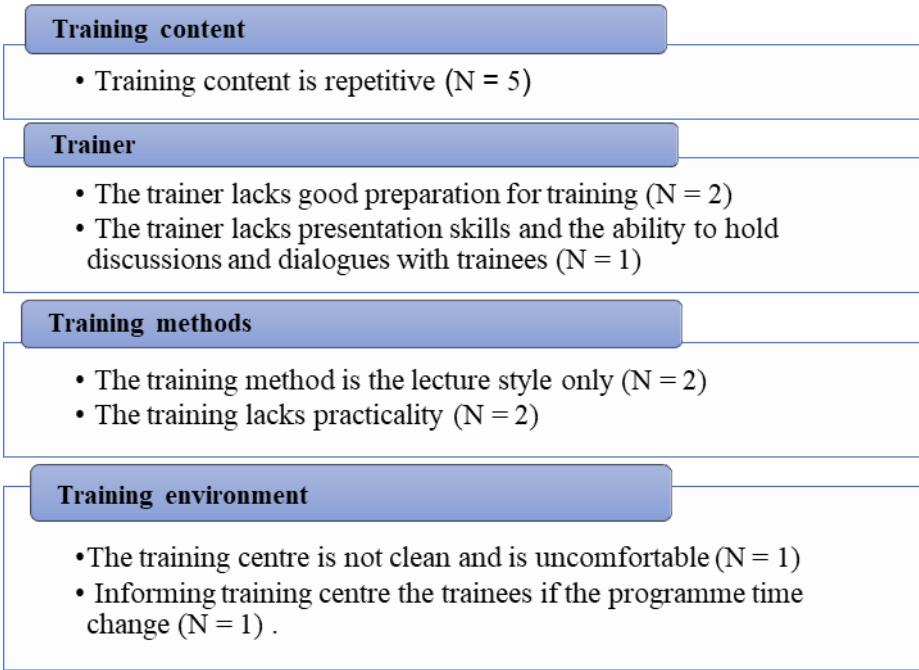 Training content
• Training content is repetitive (N = 5)
Trainer
• The trainer lacks good preparation for training (N = 2)
• The trainer lacks presentation skills and the ability to hold
discussions and dialogues with trainees (N = 1)
Training methods
• The training method is the lecture style only (N = 2)
• The training lacks practicality (N = 2)
Training environment
•The training centre is not clean and is uncomfortable (N = 1)
• Informing training centre the trainees if the programme time
change (N = 1) .